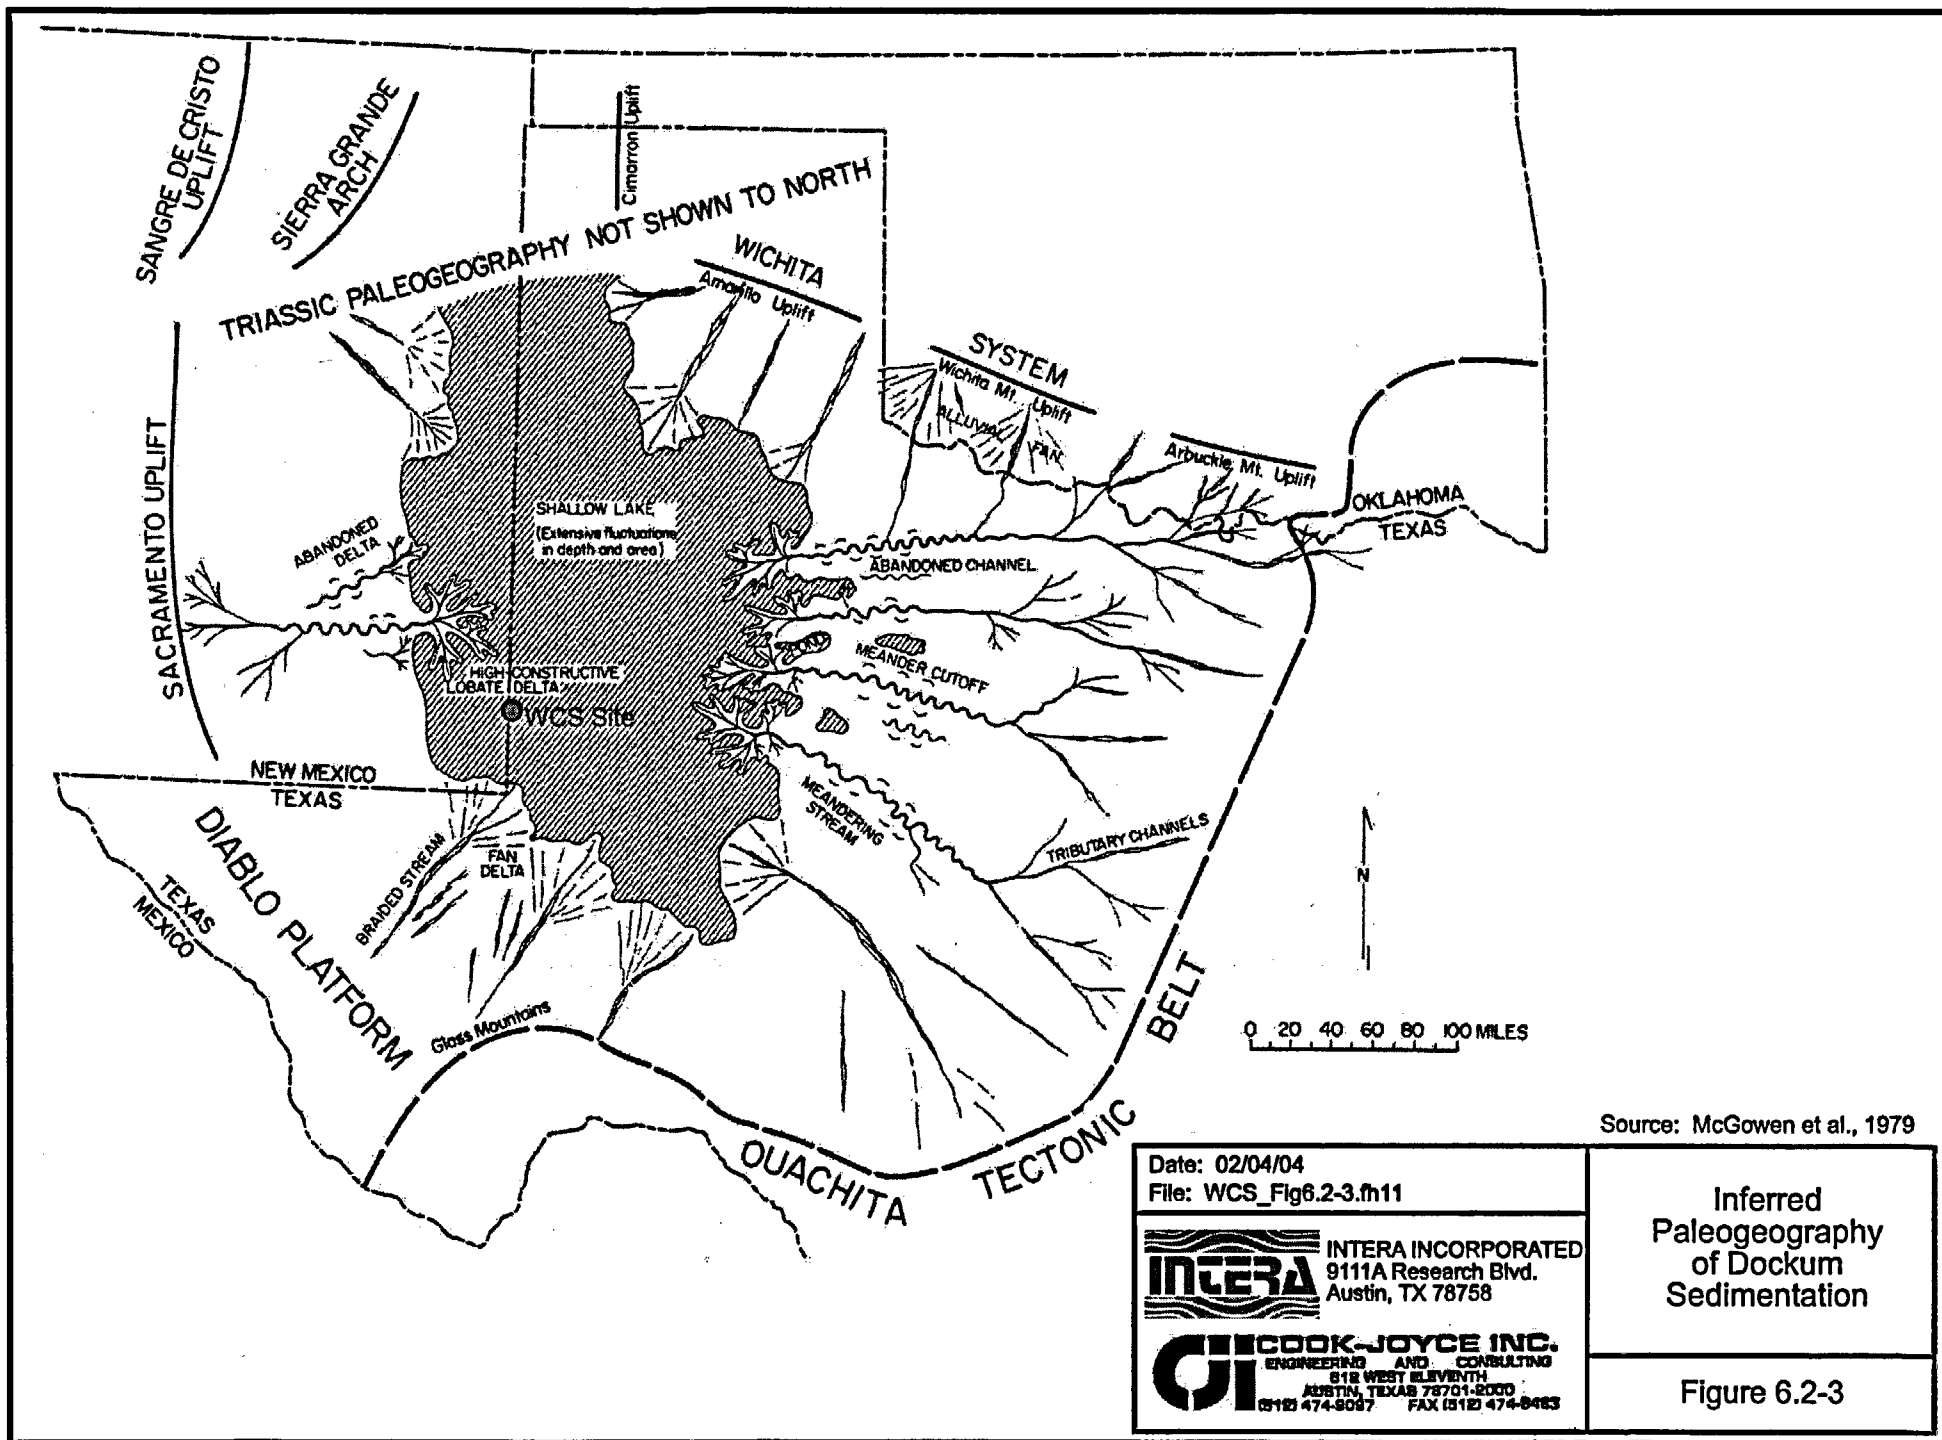 SANGRE DE CRISTO
UPLIFT
SIERRA GRANDE
ARCH
Cimarron Uplift
TRIASSIC PALEOGEOGRAPHY NOT SHOWN TO NORTH
WICHITA
Amarillo Uplift
SYSTEM
Wichita Mt. Uplift
ALLUVIAL
FAN
Arbuckle Mt. Uplift
OKLAHOMA
TEXAS
SACRAMENTO UPLIFT
SHALLOW LAKE
(Extensive fluctuations
in depth and area)
ABANDONED
DELTA
ABANDONED CHANNEL
POND
MEANDER CUTOFF
HIGH-CONSTRUCTIVE
LOBATE DELTA
WCS Site
NEW MEXICO
TEXAS
MEANDERING
STREAM
TRIBUTARY CHANNELS
N
DIABLO PLATFORM
BRAIDED STREAM
FAN
DELTA
TEXAS
MEXICO
Glass Mountains
0 20 40 60 80 100 MILES
OUACHITA TECTONIC BELT
Source: McGowen et al., 1979
Date: 02/04/04
File: WCS_Fig6.2-3.fh11
INTERA
INTERA INCORPORATED
9111A Research Blvd.
Austin, TX 78758
CJI
COOK-JOYCE INC.
ENGINEERING AND CONSULTING
812 WEST ELEVENTH
AUSTIN, TEXAS 78701-2000
(512) 474-9097 FAX (512) 474-8463
Inferred
Paleogeography
of Dockum
Sedimentation
Figure 6.2-3